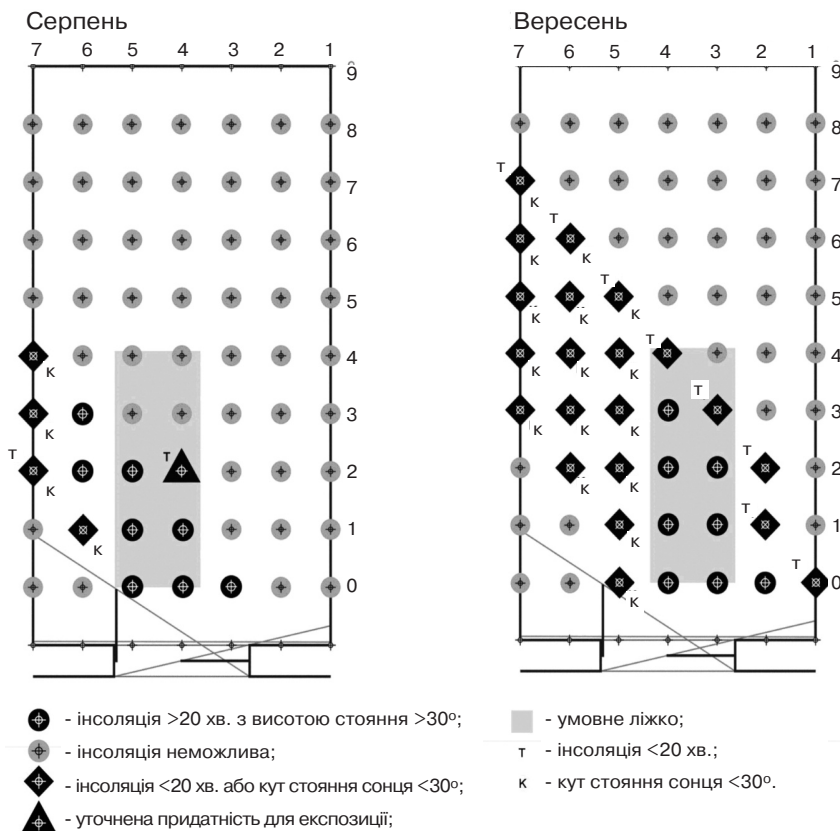 Серпень
7 6 5 4 3 2 1
9
8
7
6
5
4
К
3
К
Т
Т
2
К
1
К
0
Вересень
7 6 5 4 3 2 1
9
8
Т
7
К
Т
6
К
Т
5
К К К
Т
4
К К К
Т
3
К К К
Т
2
К К
Т
1
К
Т
0
К
- інсоляція >20 хв. з висотою стояння >30º;
- інсоляція неможлива;
- інсоляція <20 хв. або кут стояння сонця <30º;
- уточнена придатність для експозиції;
- умовне ліжко;
Т - інсоляція <20 хв.;
К - кут стояння сонця <30º.